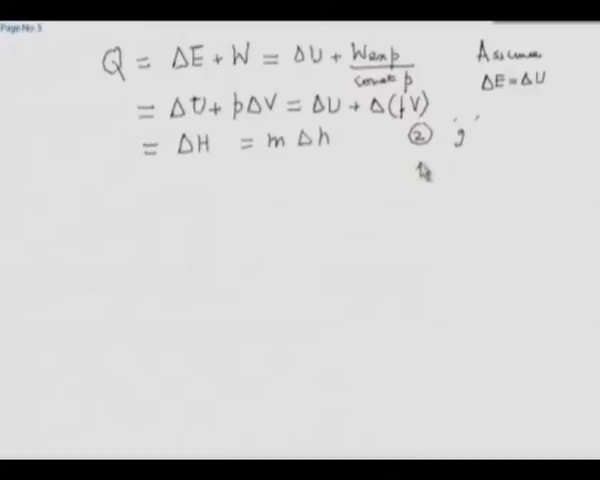 Page No:5
Q = ΔE + W = ΔU + Wexp / const p
Assume
ΔE = ΔU
= ΔU + pΔV = ΔU + Δ(pV)
= ΔH = m Δh
② 'g'